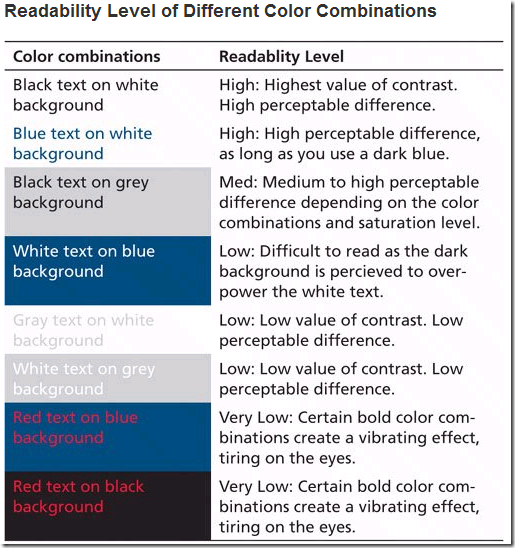 Readability Level of Different Color Combinations
Color combinations
Readablity Level
Black text on white
background
High: Highest value of contrast.
High perceptable difference.
Blue text on white
background
High: High perceptable difference,
as long as you use a dark blue.
Black text on grey
background
Med: Medium to high perceptable
difference depending on the color
combinations and saturation level.
White text on blue
background
Low: Difficult to read as the dark
background is percieved to over-
power the white text.
Gray text on white
background
Low: Low value of contrast. Low
perceptable difference.
White text on grey
background
Low: Low value of contrast. Low
perceptable difference.
Red text on blue
background
Very Low: Certain bold color com-
binations create a vibrating effect,
tiring on the eyes.
Red text on black
background
Very Low: Certain bold color com-
binations create a vibrating effect,
tiring on the eyes.